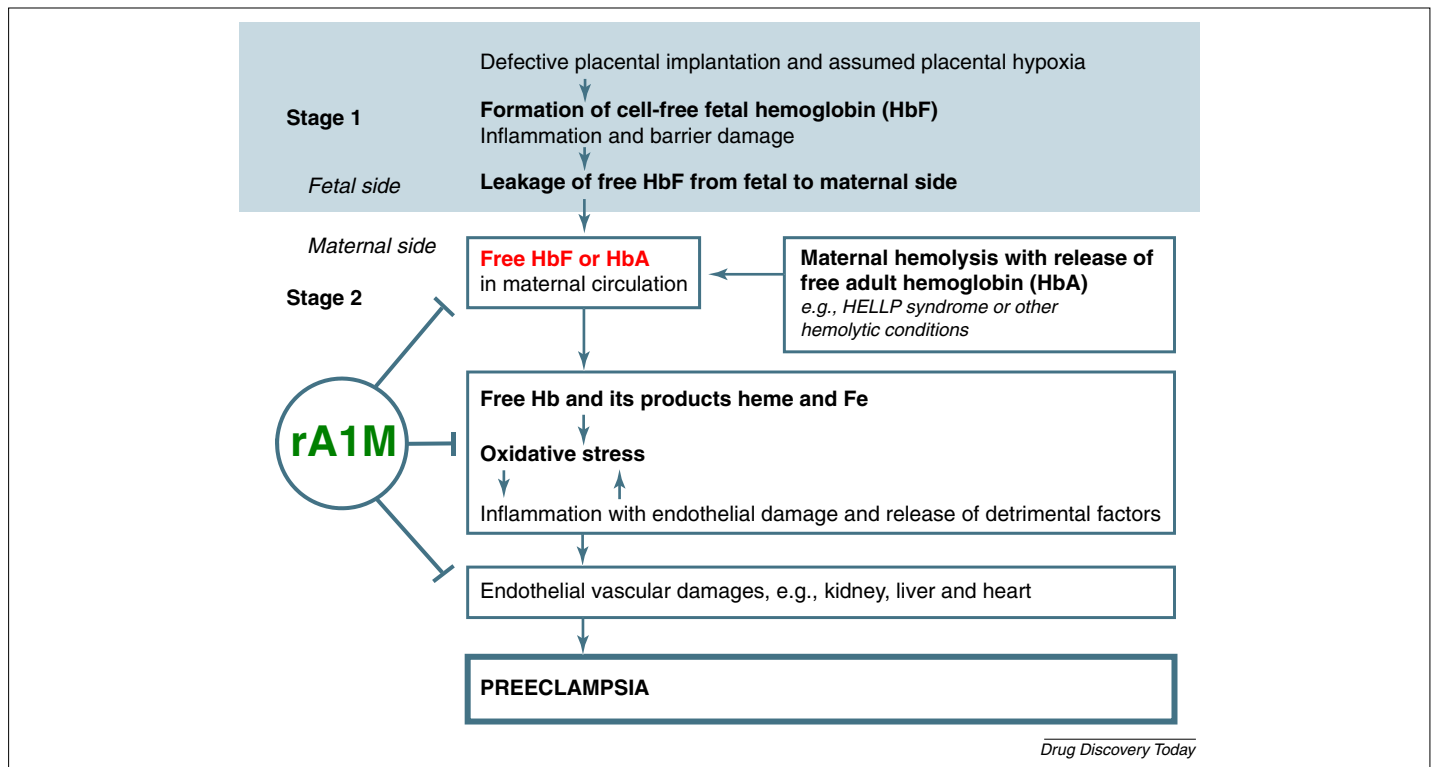 Defective placental implantation and assumed placental hypoxia
Stage 1
Formation of cell-free fetal hemoglobin (HbF)
Inflammation and barrier damage
Fetal side
Leakage of free HbF from fetal to maternal side
Maternal side
Stage 2
Free HbF or HbA
in maternal circulation
Maternal hemolysis with release of
free adult hemoglobin (HbA)
e.g., HELLP syndrome or other
hemolytic conditions
rA1M
Free Hb and its products heme and Fe
Oxidative stress
Inflammation with endothelial damage and release of detrimental factors
Endothelial vascular damages, e.g., kidney, liver and heart
PREECLAMPSIA
Drug Discovery Today